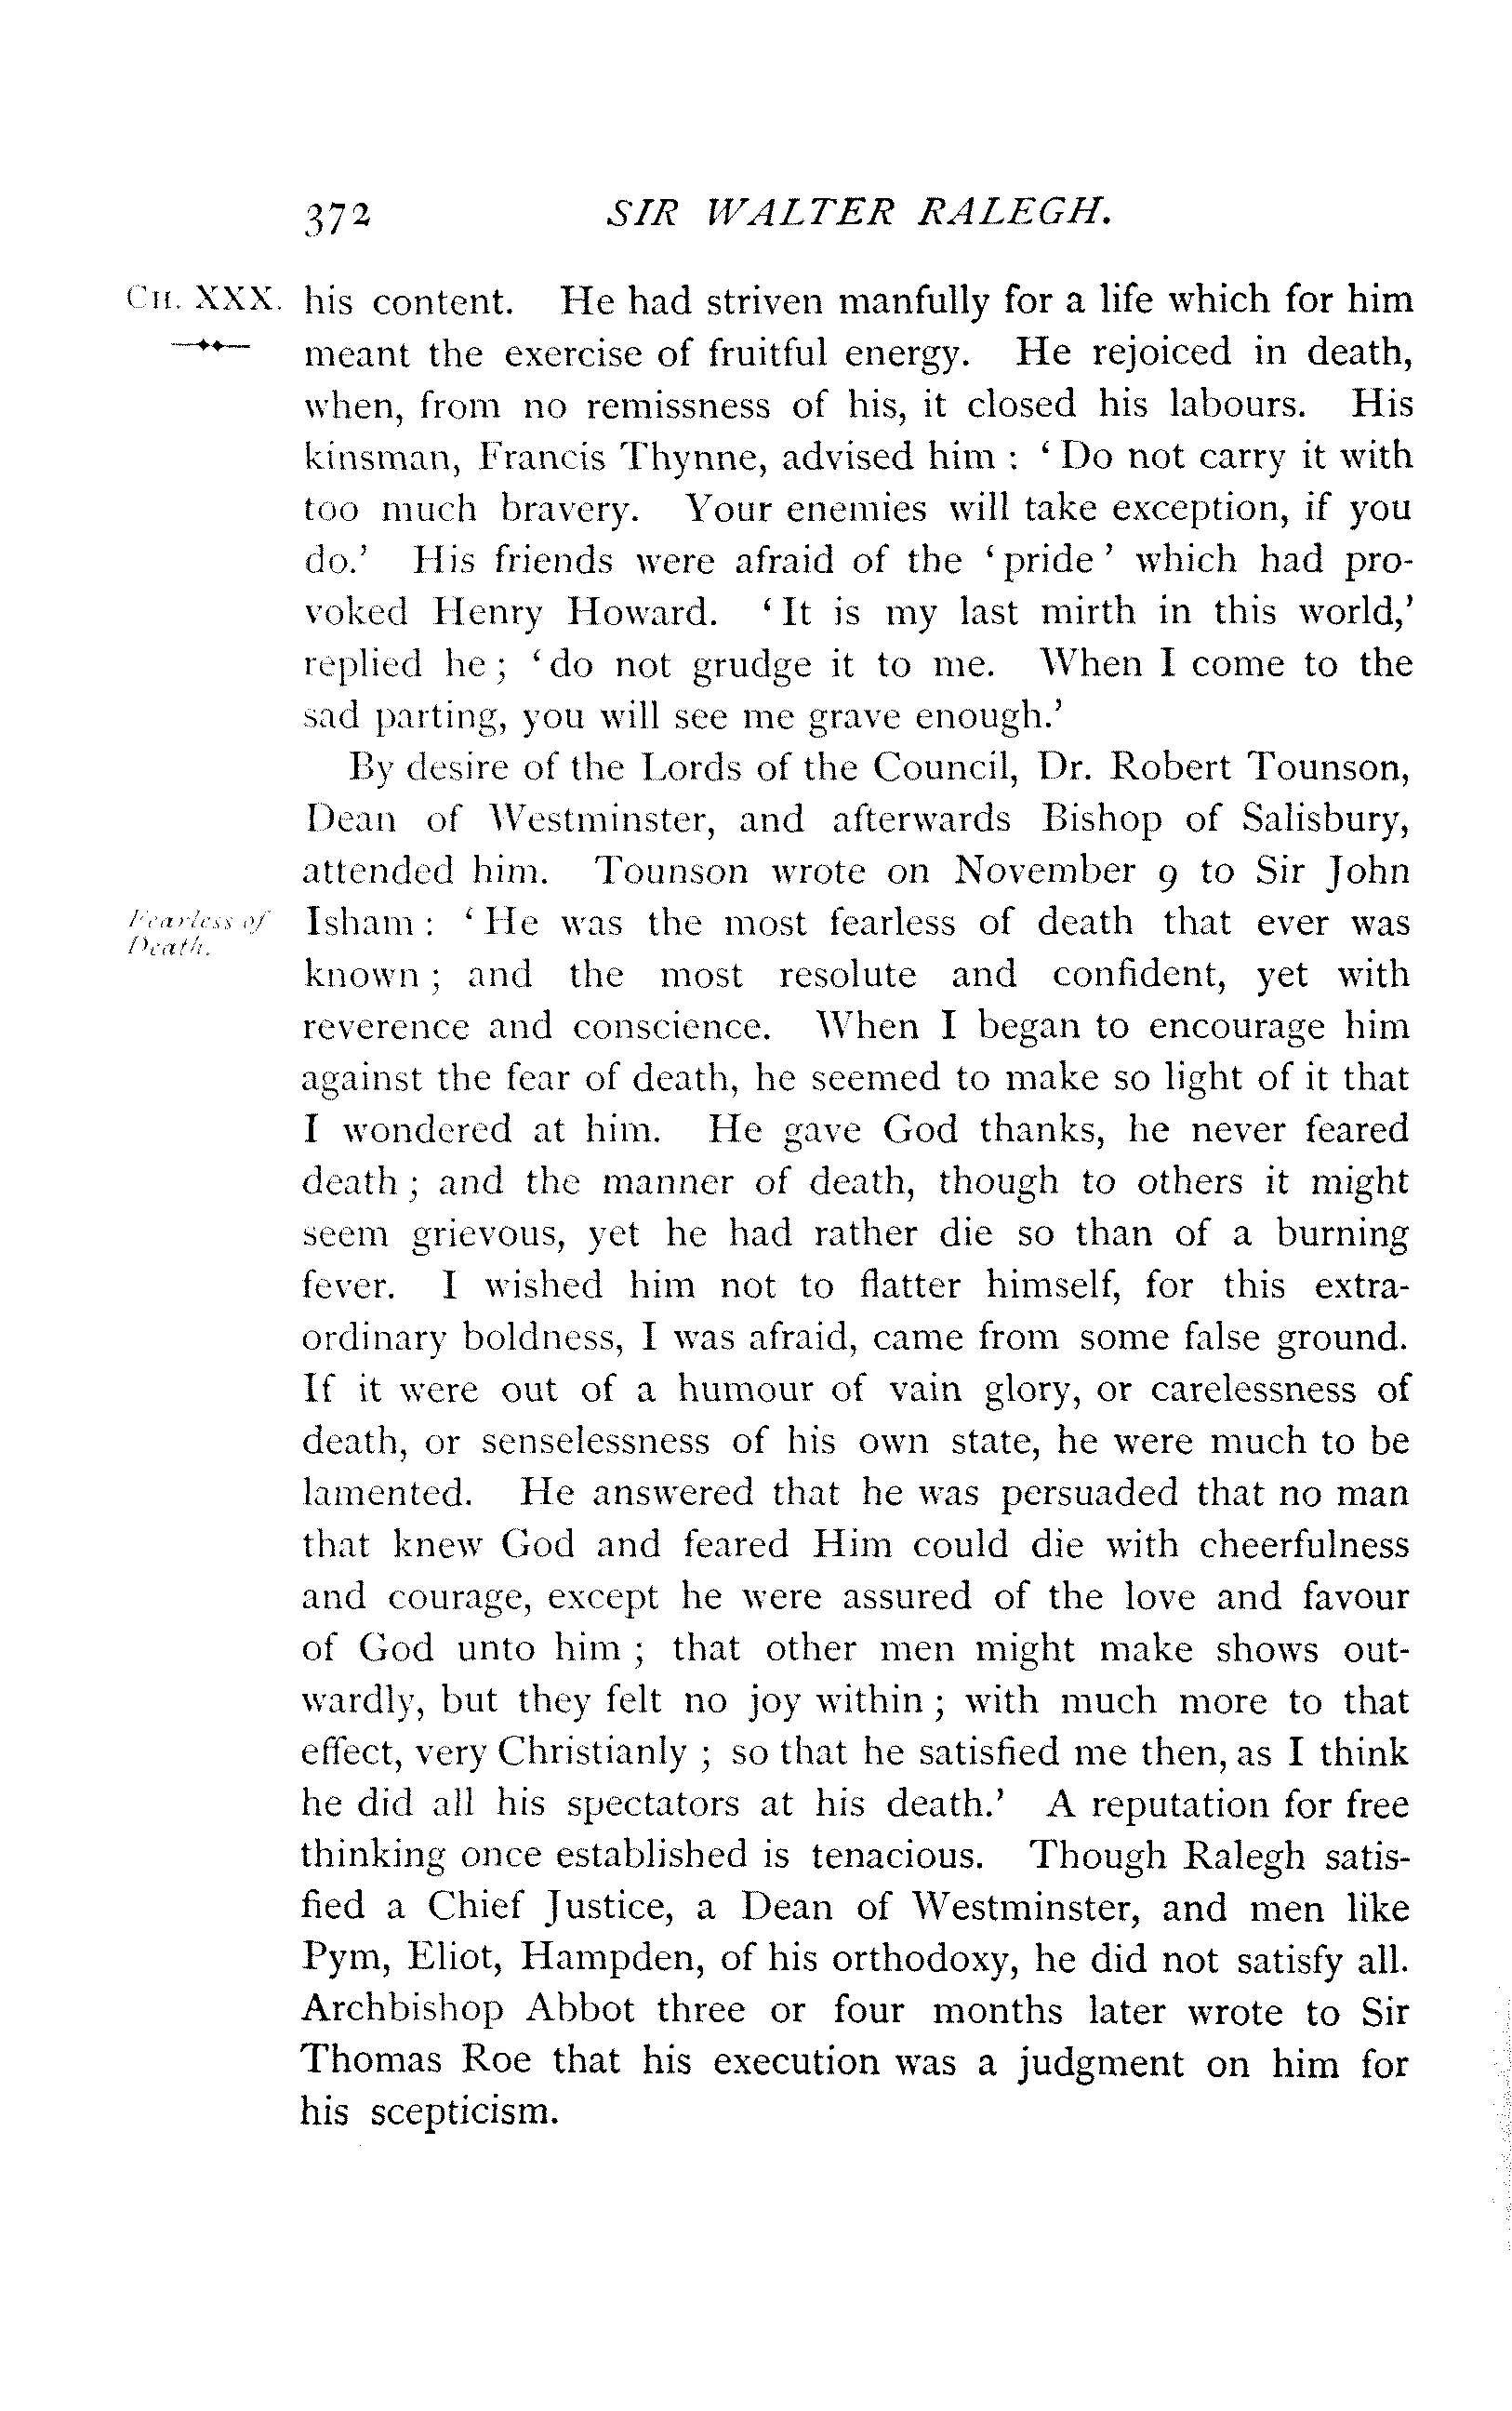 372 SIR WALTER RALEGH.
CH. XXX. his content. He had striven manfully for a life which for him
meant the exercise of fruitful energy. He rejoiced in death,
when, from no remissness of his, it closed his labours. His
kinsman, Francis Thynne, advised him : ‘ Do not carry it with
too much bravery. Your enemies will take exception, if you
do.’ His friends were afraid of the ‘ pride ’ which had pro-
voked Henry Howard. ‘ It is my last mirth in this world,’
replied he ; ‘ do not grudge it to me. When I come to the
sad parting, you will see me grave enough.’
By desire of the Lords of the Council, Dr. Robert Tounson,
Dean of Westminster, and afterwards Bishop of Salisbury,
attended him. Tounson wrote on November 9 to Sir John
Fearless of
Death.
Isham : ‘ He was the most fearless of death that ever was
known ; and the most resolute and confident, yet with
reverence and conscience. When I began to encourage him
against the fear of death, he seemed to make so light of it that
I wondered at him. He gave God thanks, he never feared
death ; and the manner of death, though to others it might
seem grievous, yet he had rather die so than of a burning
fever. I wished him not to flatter himself, for this extra-
ordinary boldness, I was afraid, came from some false ground.
If it were out of a humour of vain glory, or carelessness of
death, or senselessness of his own state, he were much to be
lamented. He answered that he was persuaded that no man
that knew God and feared Him could die with cheerfulness
and courage, except he were assured of the love and favour
of God unto him ; that other men might make shows out-
wardly, but they felt no joy within ; with much more to that
effect, very Christianly ; so that he satisfied me then, as I think
he did all his spectators at his death.’ A reputation for free
thinking once established is tenacious. Though Ralegh satis-
fied a Chief Justice, a Dean of Westminster, and men like
Pym, Eliot, Hampden, of his orthodoxy, he did not satisfy all.
Archbishop Abbot three or four months later wrote to Sir
Thomas Roe that his execution was a judgment on him for
his scepticism.